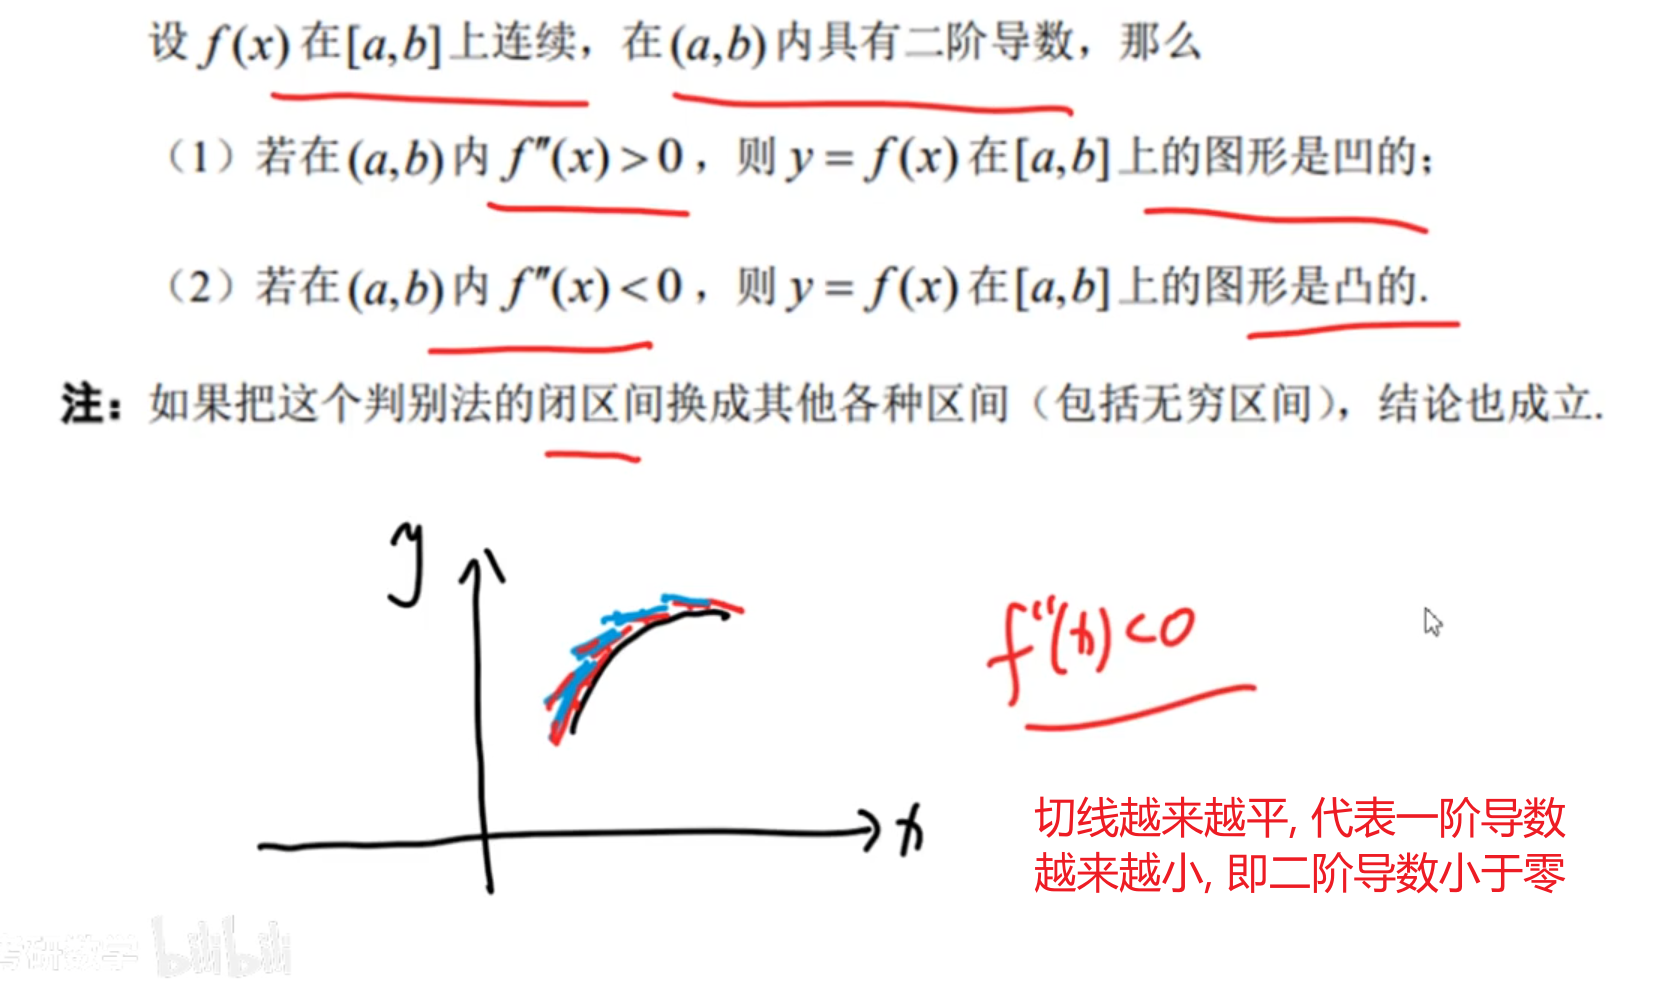 设 f(x) 在 [a,b] 上连续，在 (a,b) 内具有二阶导数，那么
（1）若在 (a,b) 内 f″(x) > 0，则 y = f(x) 在 [a,b] 上的图形是凹的；
（2）若在 (a,b) 内 f″(x) < 0，则 y = f(x) 在 [a,b] 上的图形是凸的.
注：如果把这个判别法的闭区间换成其他各种区间（包括无穷区间），结论也成立.
y
f″(x) < 0
x
切线越来越平, 代表一阶导数
越来越小, 即二阶导数小于零
考研数学 bilibili